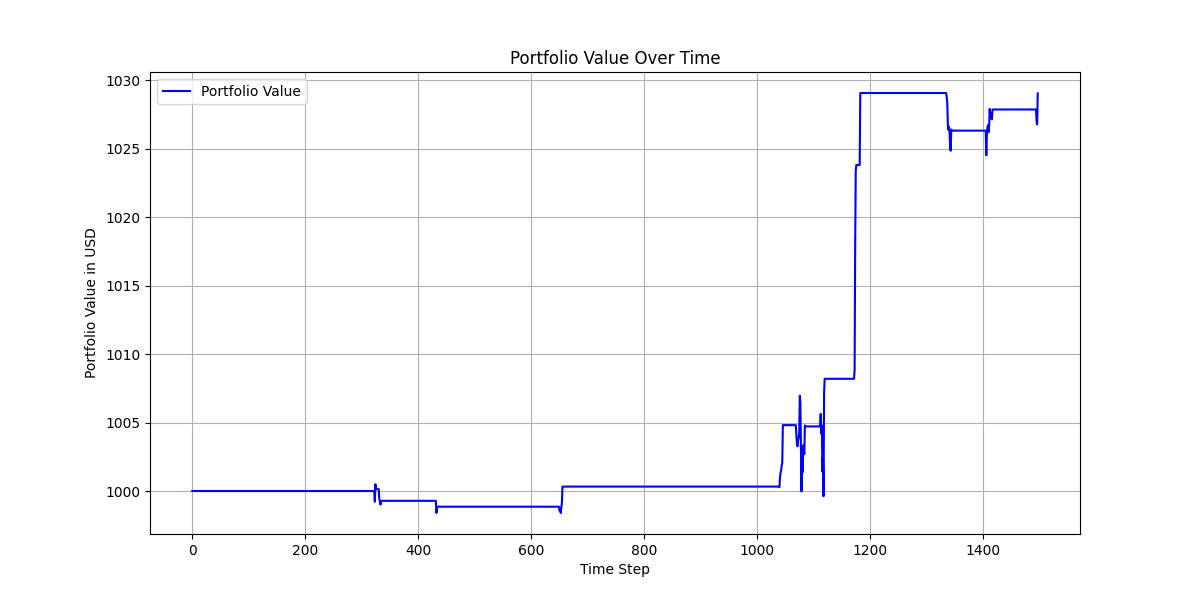 Portfolio Value Over Time
Portfolio Value
1030
1025
1020
1015
1010
1005
1000
Portfolio Value in USD
0 200 400 600 800 1000 1200 1400
Time Step